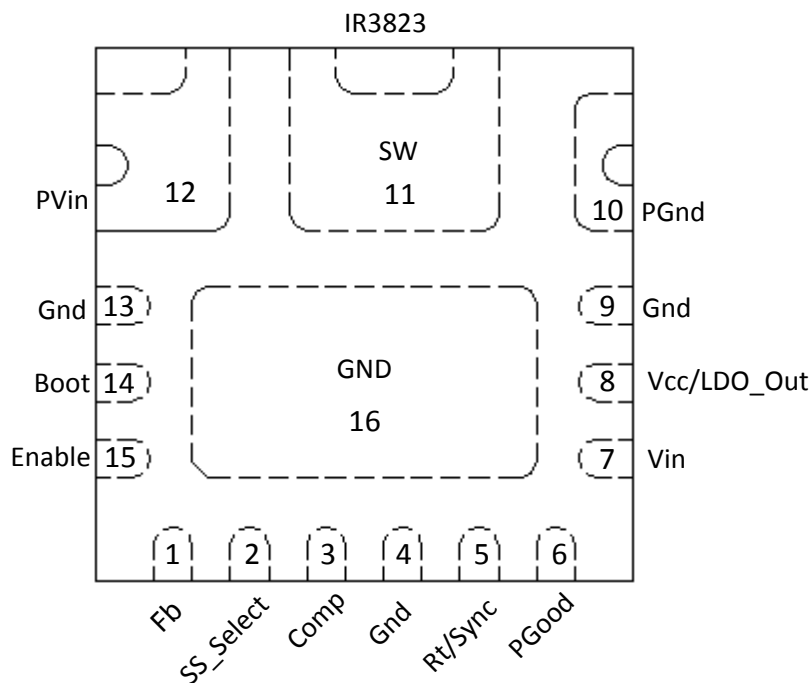 IR3823
SW
PVin
12
11
10
PGnd
Gnd
13
9
Gnd
GND
Boot
14
8
Vcc/LDO_Out
16
Enable
15
7
Vin
1
2
3
4
5
6
Fb
SS_Select
Comp
Gnd
Rt/Sync
PGood